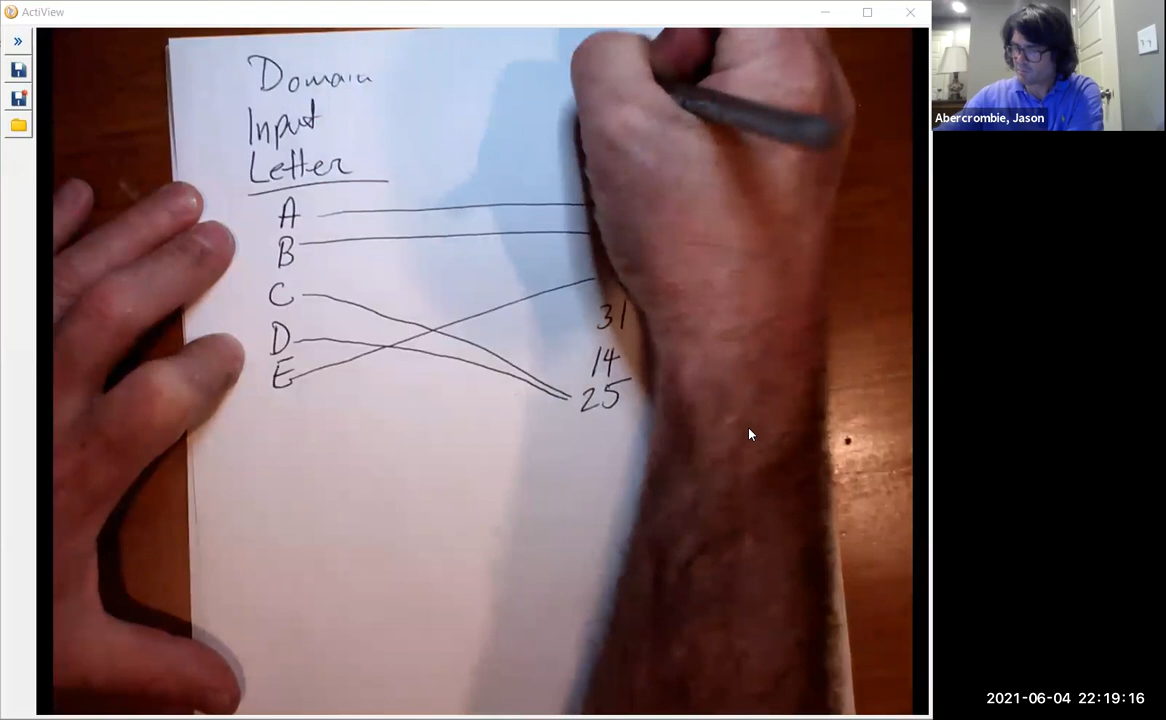 ActiView
Domain
Input
Letter
A
B
C
31
D
14
E
25
Abercrombie, Jason
2021-06-04 22:19:16